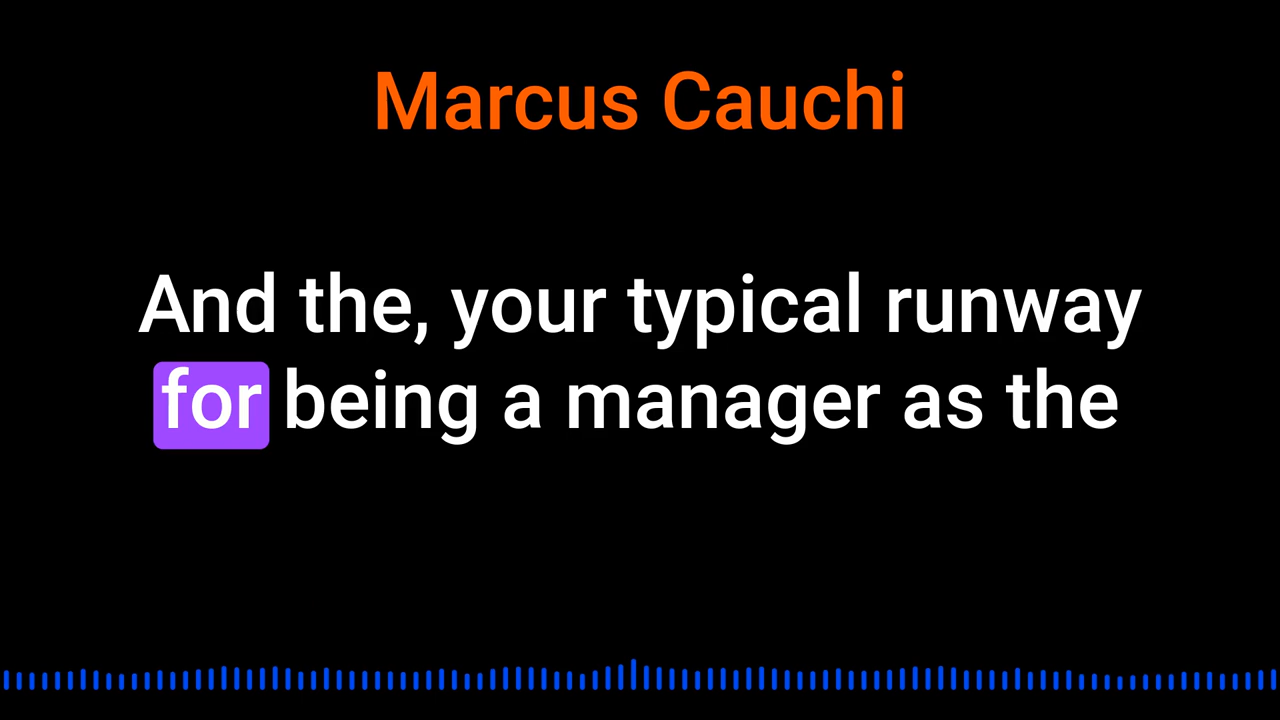 Marcus Cauchi
And the, your typical runway
for being a manager as the